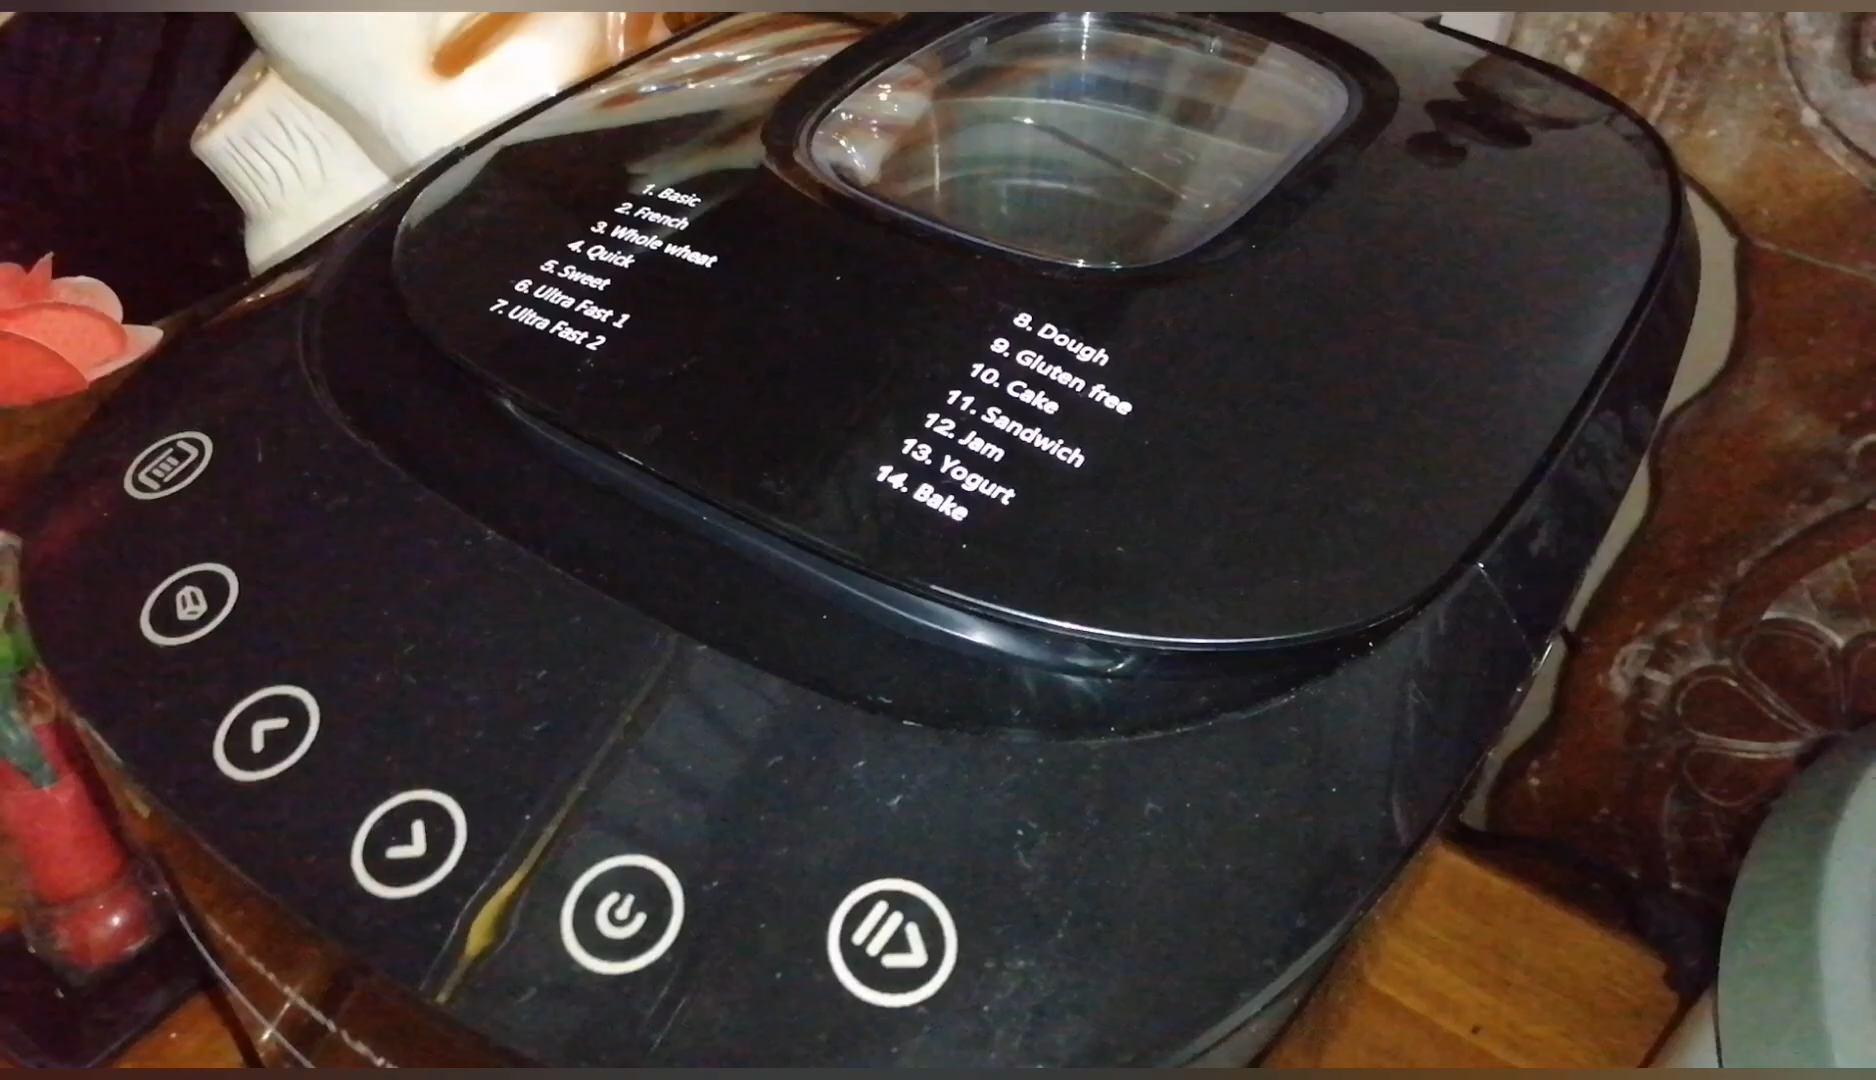 1. Basic
2. French
3. Whole wheat
4. Quick
5. Sweet
6. Ultra Fast 1
7. Ultra Fast 2
8. Dough
9. Gluten free
10. Cake
11. Sandwich
12. Jam
13. Yogurt
14. Bake